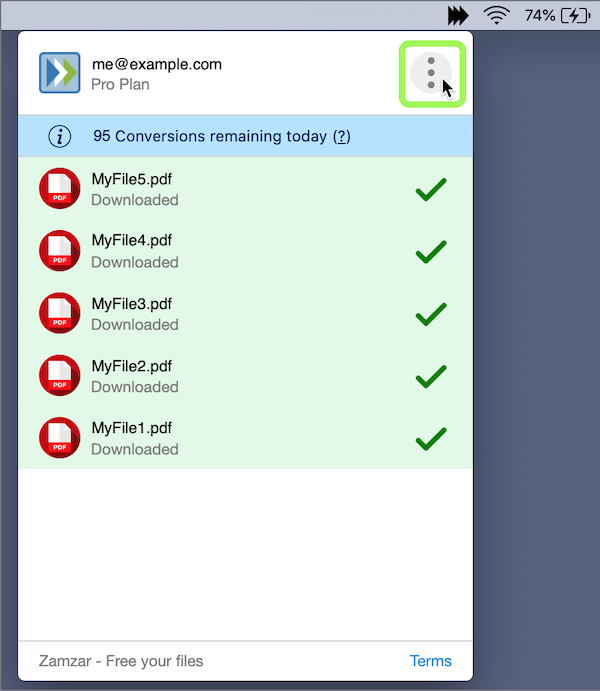 74%
me@example.com
Pro Plan
95 Conversions remaining today (?)
MyFile5.pdf
Downloaded
PDF
MyFile4.pdf
Downloaded
PDF
MyFile3.pdf
Downloaded
PDF
MyFile2.pdf
Downloaded
PDF
MyFile1.pdf
Downloaded
PDF
Zamzar - Free your files
Terms